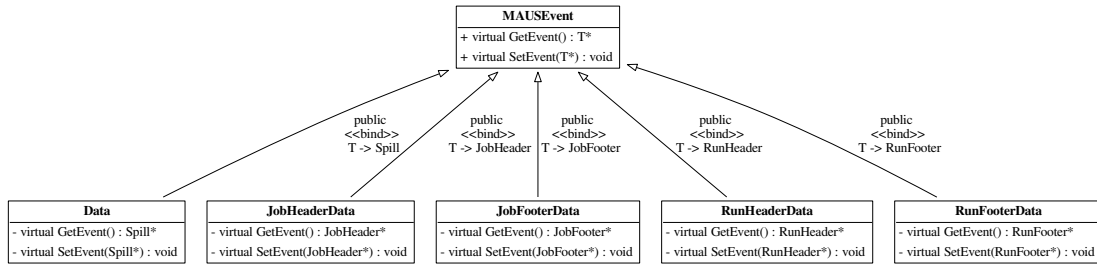 MAUSEvent
+ virtual GetEvent() : T*
+ virtual SetEvent(T*) : void
public
<<bind>>
T -> Spill
public
<<bind>>
T -> JobHeader
public
<<bind>>
T -> JobFooter
public
<<bind>>
T -> RunHeader
public
<<bind>>
T -> RunFooter
Data
- virtual GetEvent() : Spill*
- virtual SetEvent(Spill*) : void
JobHeaderData
- virtual GetEvent() : JobHeader*
- virtual SetEvent(JobHeader*) : void
JobFooterData
- virtual GetEvent() : JobFooter*
- virtual SetEvent(JobFooter*) : void
RunHeaderData
- virtual GetEvent() : RunHeader*
- virtual SetEvent(RunHeader*) : void
RunFooterData
- virtual GetEvent() : RunFooter*
- virtual SetEvent(RunFooter*) : void